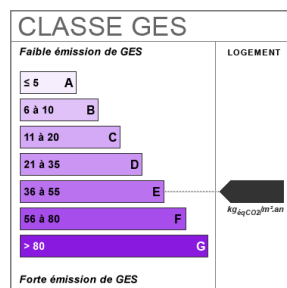 CLASSE GES
Faible émission de GES
LOGEMENT
≤ 5 A
6 à 10 B
11 à 20 C
21 à 35 D
36 à 55 E
kgéqCO2/m².an
56 à 80 F
> 80 G
Forte émission de GES